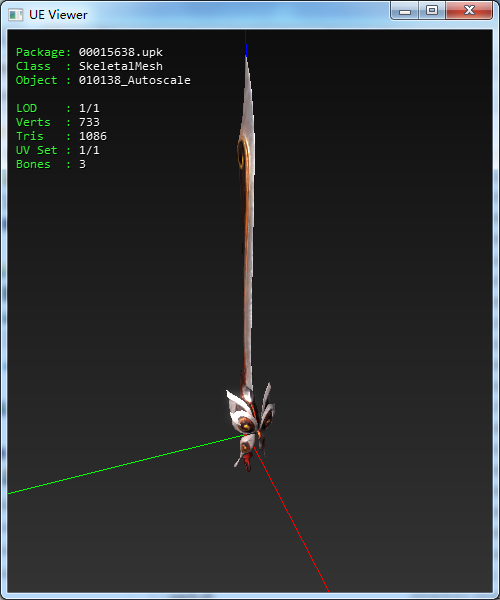 UE Viewer
Package: 00015638.upk
Class : SkeletalMesh
Object : 010138_Autoscale
LOD : 1/1
Verts : 733
Tris : 1086
UV Set : 1/1
Bones : 3